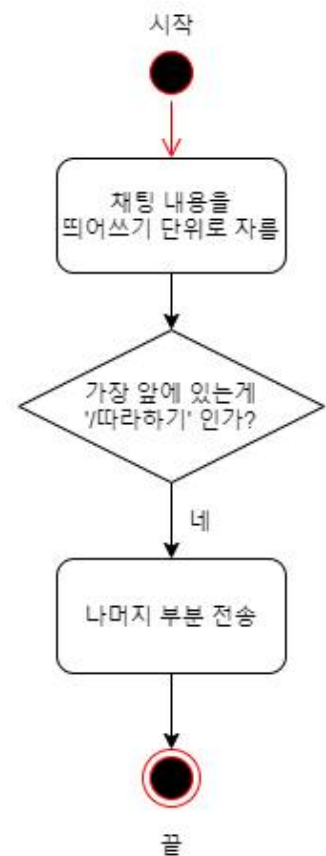 시작
채팅 내용을
띄어쓰기 단위로 자름
가장 앞에 있는게
'/따라하기' 인가?
네
나머지 부분 전송
끝